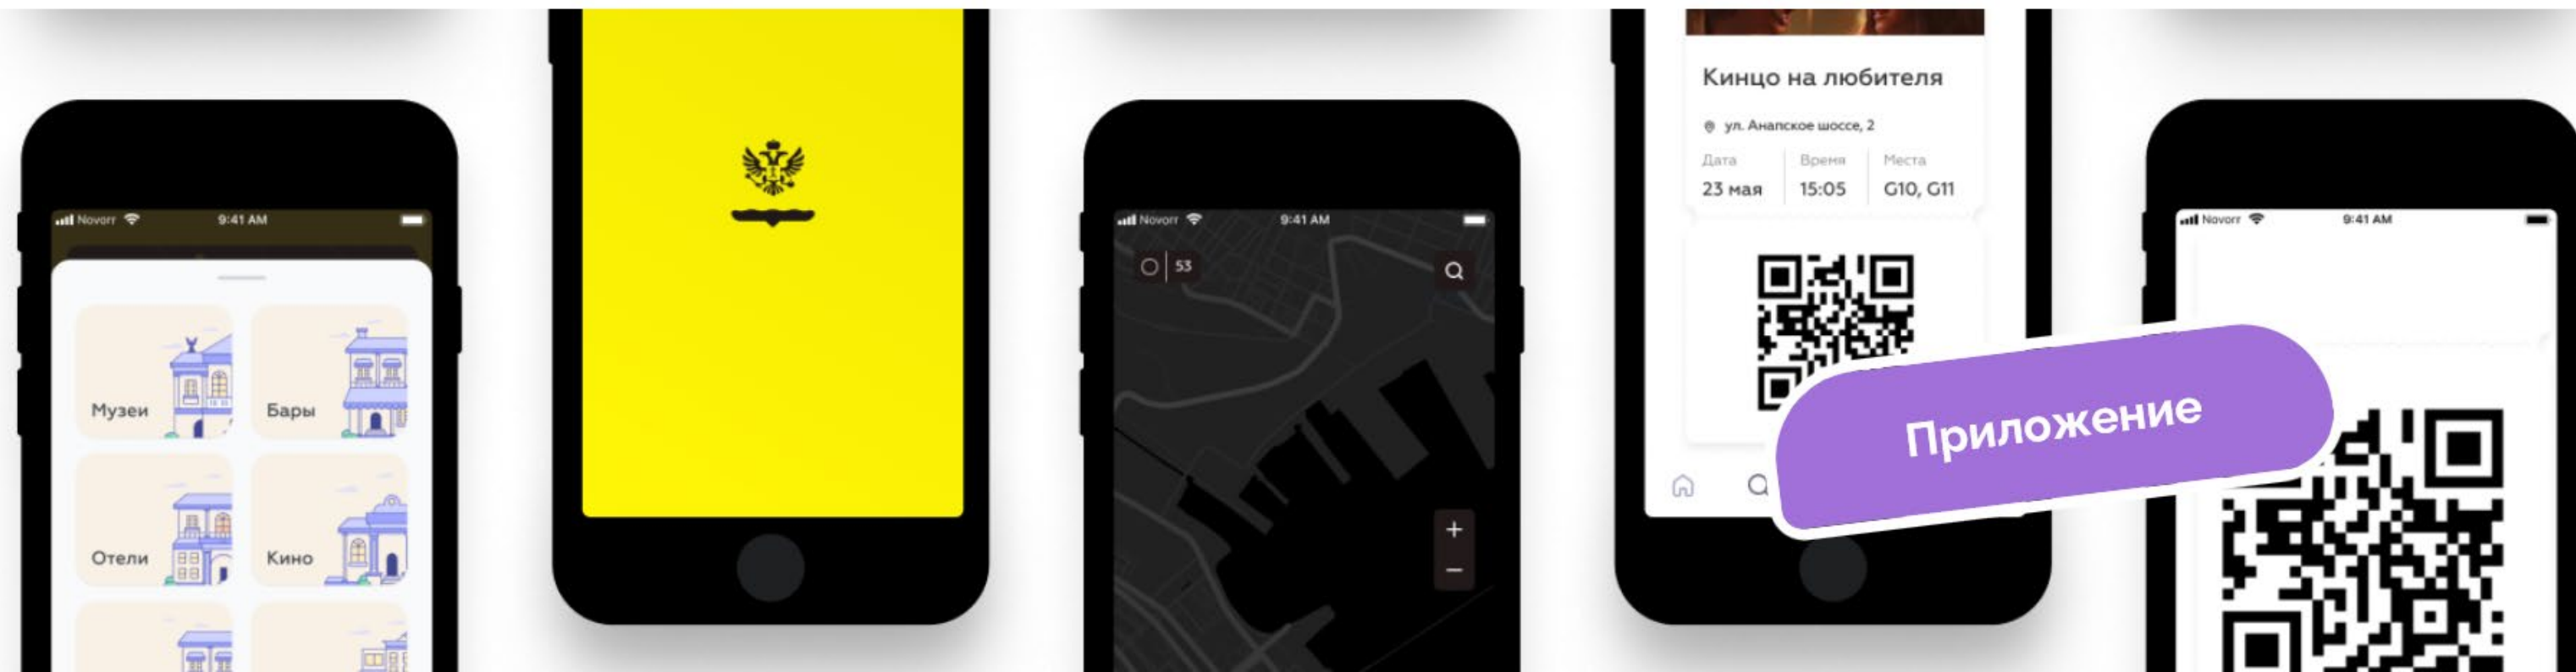 Novorr 9:41 AM
Музеи
Бары
Отели
Кино
Novorr 9:41 AM
53
Кинцо на любителя
ул. Анапское шоссе, 2
Дата Время Места
23 мая 15:05 G10, G11
Приложение
Novorr 9:41 AM